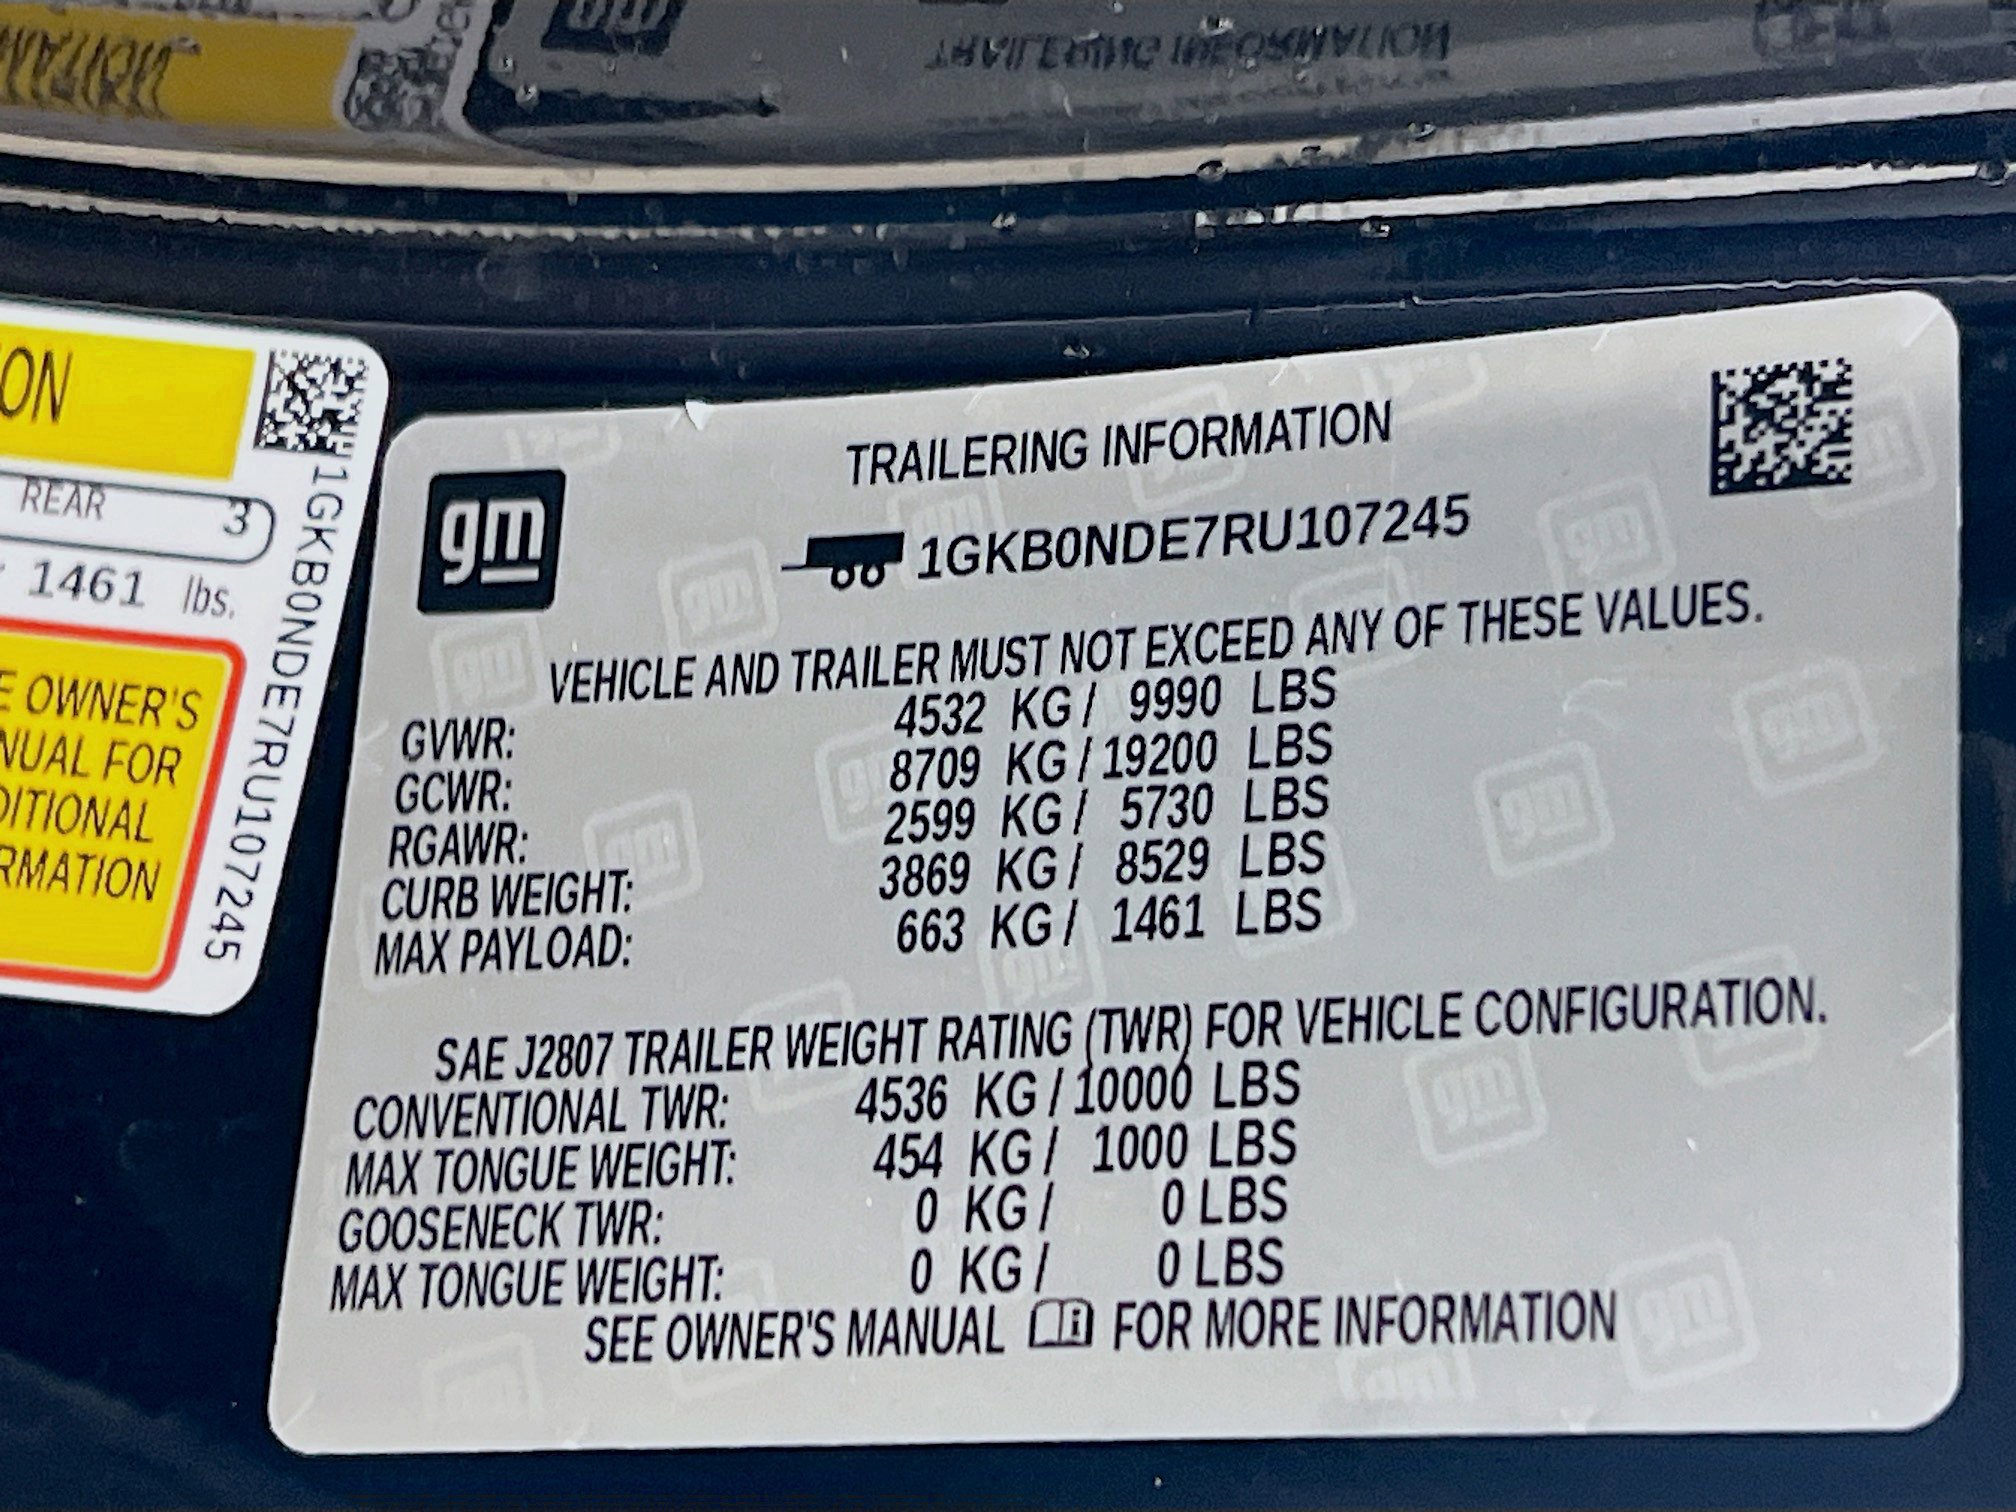 TRAILERING INFORMATION
ON
REAR 3
1461 lbs.
E OWNER'S
NUAL FOR
DITIONAL
RMATION
1GKB0NDE7RU107245
gm
TRAILERING INFORMATION
1GKB0NDE7RU107245
VEHICLE AND TRAILER MUST NOT EXCEED ANY OF THESE VALUES.
GVWR: 4532 KG / 9990 LBS
GCWR: 8709 KG / 19200 LBS
RGAWR: 2599 KG / 5730 LBS
CURB WEIGHT: 3869 KG / 8529 LBS
MAX PAYLOAD: 663 KG / 1461 LBS
SAE J2807 TRAILER WEIGHT RATING (TWR) FOR VEHICLE CONFIGURATION.
CONVENTIONAL TWR: 4536 KG / 10000 LBS
MAX TONGUE WEIGHT: 454 KG / 1000 LBS
GOOSENECK TWR: 0 KG / 0 LBS
MAX TONGUE WEIGHT: 0 KG / 0 LBS
SEE OWNER'S MANUAL FOR MORE INFORMATION